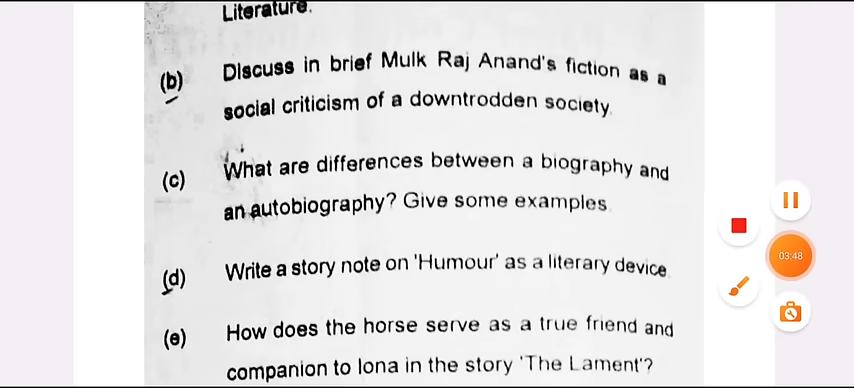 Literature.
(b) Discuss in brief Mulk Raj Anand's fiction as a
social criticism of a downtrodden society.
(c) What are differences between a biography and
an autobiography? Give some examples.
(d) Write a story note on 'Humour' as a literary device.
(e) How does the horse serve as a true friend and
companion to Iona in the story 'The Lament'?
03:48